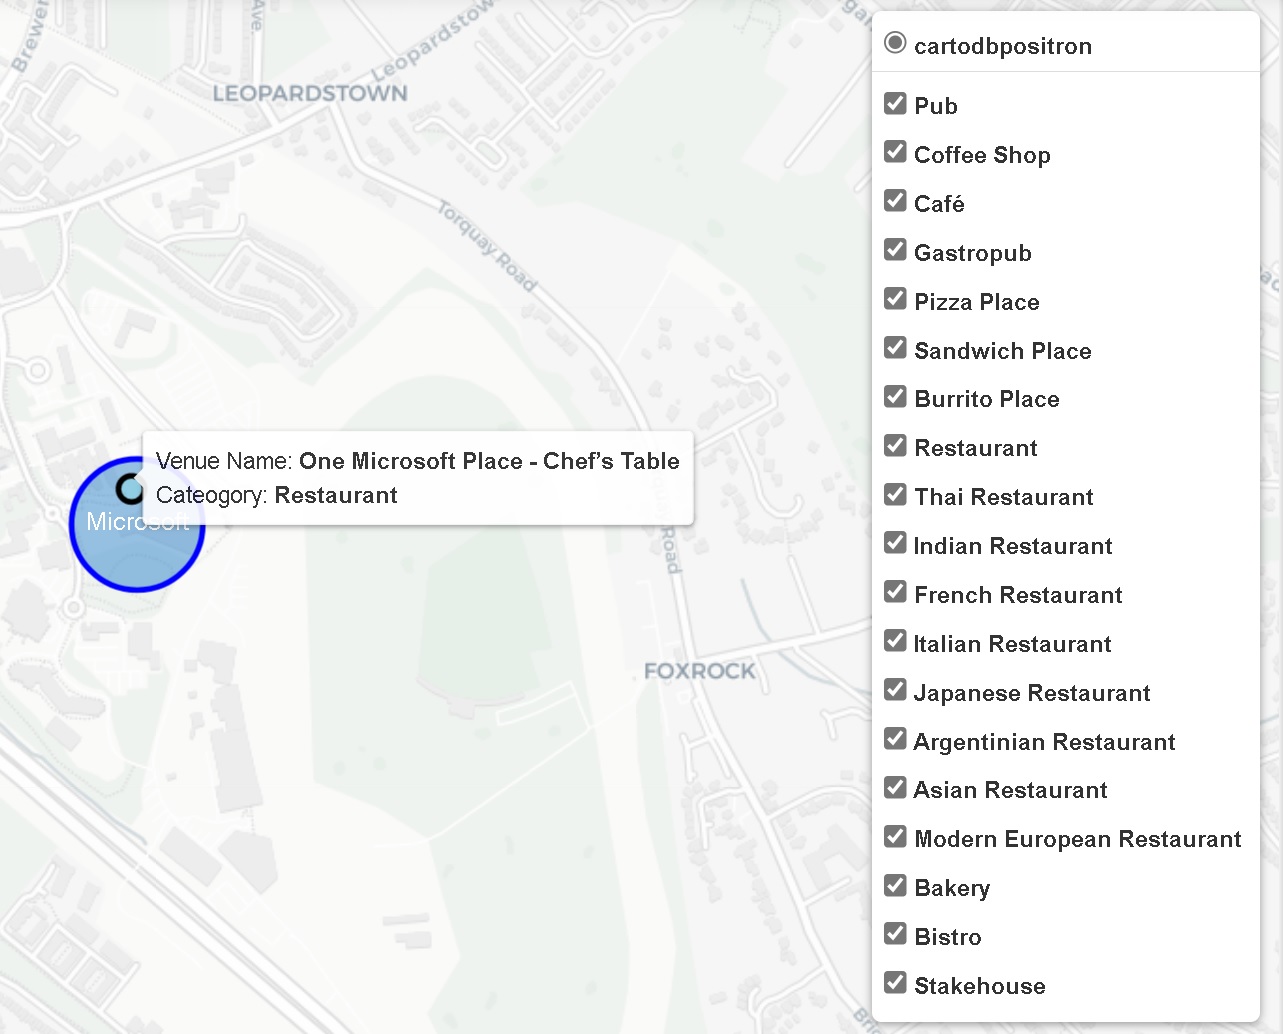 Brewer
Ave
Leopardstow
LEOPARDSTOWN
Torquay Road
Venue Name: One Microsoft Place - Chef’s Table
Cateogory: Restaurant
Microsoft
Road
FOXROCK
cartodbpositron
Pub
Coffee Shop
Café
Gastropub
Pizza Place
Sandwich Place
Burrito Place
Restaurant
Thai Restaurant
Indian Restaurant
French Restaurant
Italian Restaurant
Japanese Restaurant
Argentinian Restaurant
Asian Restaurant
Modern European Restaurant
Bakery
Bistro
Stakehouse